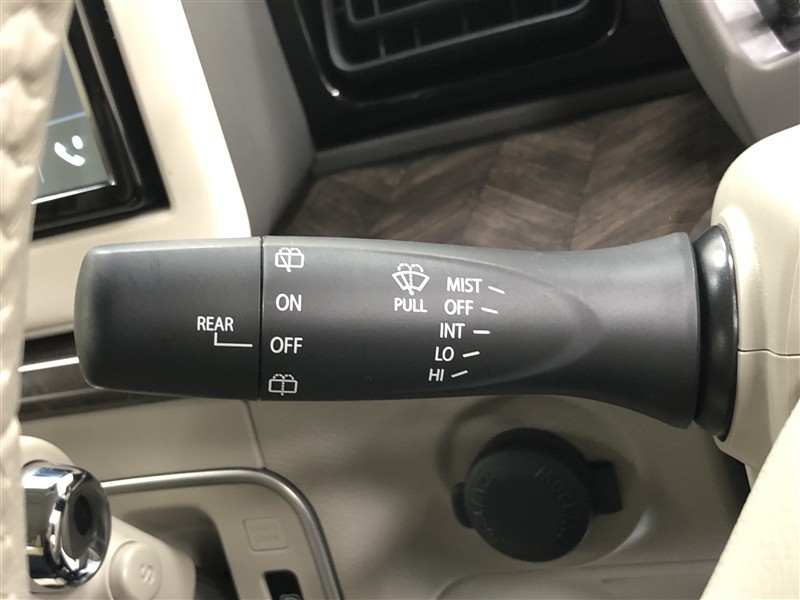 ON
REAR
OFF
PULL
MIST
OFF
INT
LO
HI
S